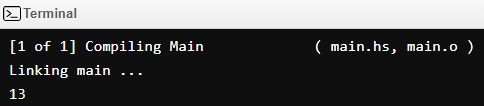 Terminal
[1 of 1] Compiling Main             ( main.hs, main.o )
Linking main ...
13